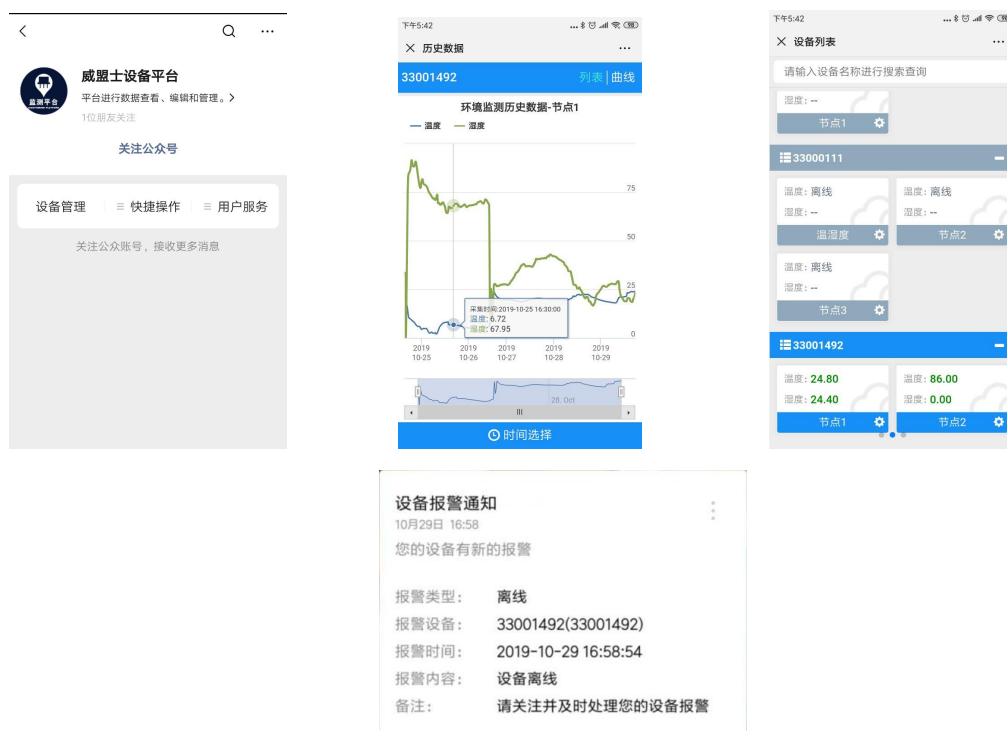 威盟士设备平台
平台进行数据查看、编辑和管理。
1位朋友关注
监测平台
关注公众号
设备管理
快捷操作
用户服务
关注公众账号，接收更多消息
下午5:42
历史数据
33001492
列表|曲线
环境监测历史数据-节点1
温度
湿度
75
50
25
0
采集时间:2019-10-25 16:30:00
温度: 6.72
湿度: 67.95
2019 2019 2019 2019 2019
10-25 10-26 10-27 10-28 10-29
28. Oct
时间选择
下午5:42
设备列表
请输入设备名称进行搜索查询
湿度: --
节点1
33000111
温度: 离线 温度: 离线
湿度: -- 湿度: --
温湿度 节点2
温度: 离线
湿度: --
节点3
33001492
温度: 24.80 温度: 86.00
湿度: 24.40 湿度: 0.00
节点1 节点2
设备报警通知
10月29日 16:58
您的设备有新的报警
报警类型: 离线
报警设备: 33001492(33001492)
报警时间: 2019-10-29 16:58:54
报警内容: 设备离线
备注: 请关注并及时处理您的设备报警